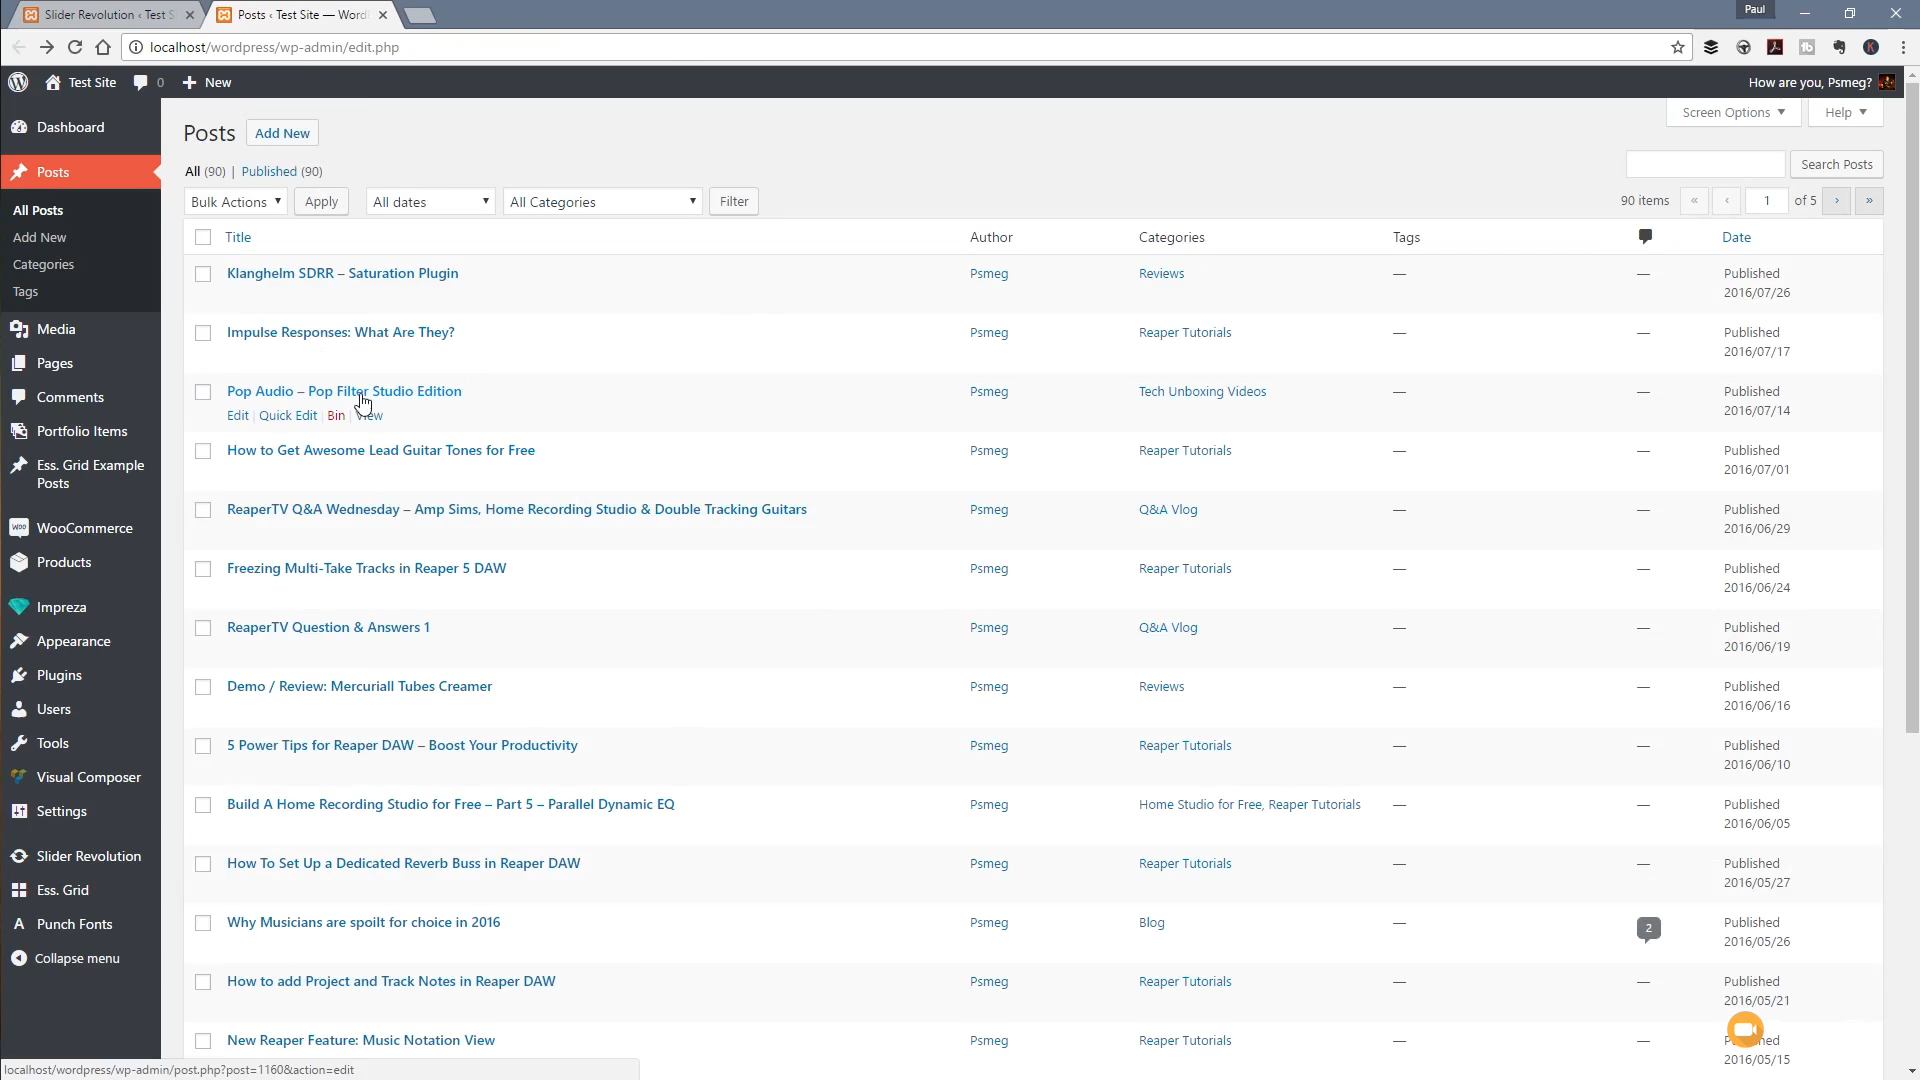 Slider Revolution ‹ Test S
Posts ‹ Test Site — Word
Paul
localhost/wordpress/wp-admin/edit.php
Test Site 0 New
How are you, Psmeg?
Dashboard
Posts
All Posts
Add New
Categories
Tags
Media
Pages
Comments
Portfolio Items
Ess. Grid Example
Posts
WooCommerce
Products
Impreza
Appearance
Plugins
Users
Tools
Visual Composer
Settings
Slider Revolution
Ess. Grid
Punch Fonts
Collapse menu
Posts Add New
Screen Options Help
All (90) | Published (90)
Search Posts
Bulk Actions Apply All dates All Categories Filter
90 items « ‹ 1 of 5 › »
Title Author Categories Tags Date
Klanghelm SDRR – Saturation Plugin Psmeg Reviews — — Published
2016/07/26
Impulse Responses: What Are They? Psmeg Reaper Tutorials — — Published
2016/07/17
Pop Audio – Pop Filter Studio Edition Psmeg Tech Unboxing Videos — — Published
Edit | Quick Edit | Bin | View 2016/07/14
How to Get Awesome Lead Guitar Tones for Free Psmeg Reaper Tutorials — — Published
2016/07/01
ReaperTV Q&A Wednesday – Amp Sims, Home Recording Studio & Double Tracking Guitars Psmeg Q&A Vlog — — Published
2016/06/29
Freezing Multi-Take Tracks in Reaper 5 DAW Psmeg Reaper Tutorials — — Published
2016/06/24
ReaperTV Question & Answers 1 Psmeg Q&A Vlog — — Published
2016/06/19
Demo / Review: Mercuriall Tubes Creamer Psmeg Reviews — — Published
2016/06/16
5 Power Tips for Reaper DAW – Boost Your Productivity Psmeg Reaper Tutorials — — Published
2016/06/10
Build A Home Recording Studio for Free – Part 5 – Parallel Dynamic EQ Psmeg Home Studio for Free, Reaper Tutorials — — Published
2016/06/05
How To Set Up a Dedicated Reverb Buss in Reaper DAW Psmeg Reaper Tutorials — — Published
2016/05/27
Why Musicians are spoilt for choice in 2016 Psmeg Blog — 2 Published
2016/05/26
How to add Project and Track Notes in Reaper DAW Psmeg Reaper Tutorials — — Published
2016/05/21
New Reaper Feature: Music Notation View Psmeg Reaper Tutorials — —
2016/05/15
localhost/wordpress/wp-admin/post.php?post=1160&action=edit